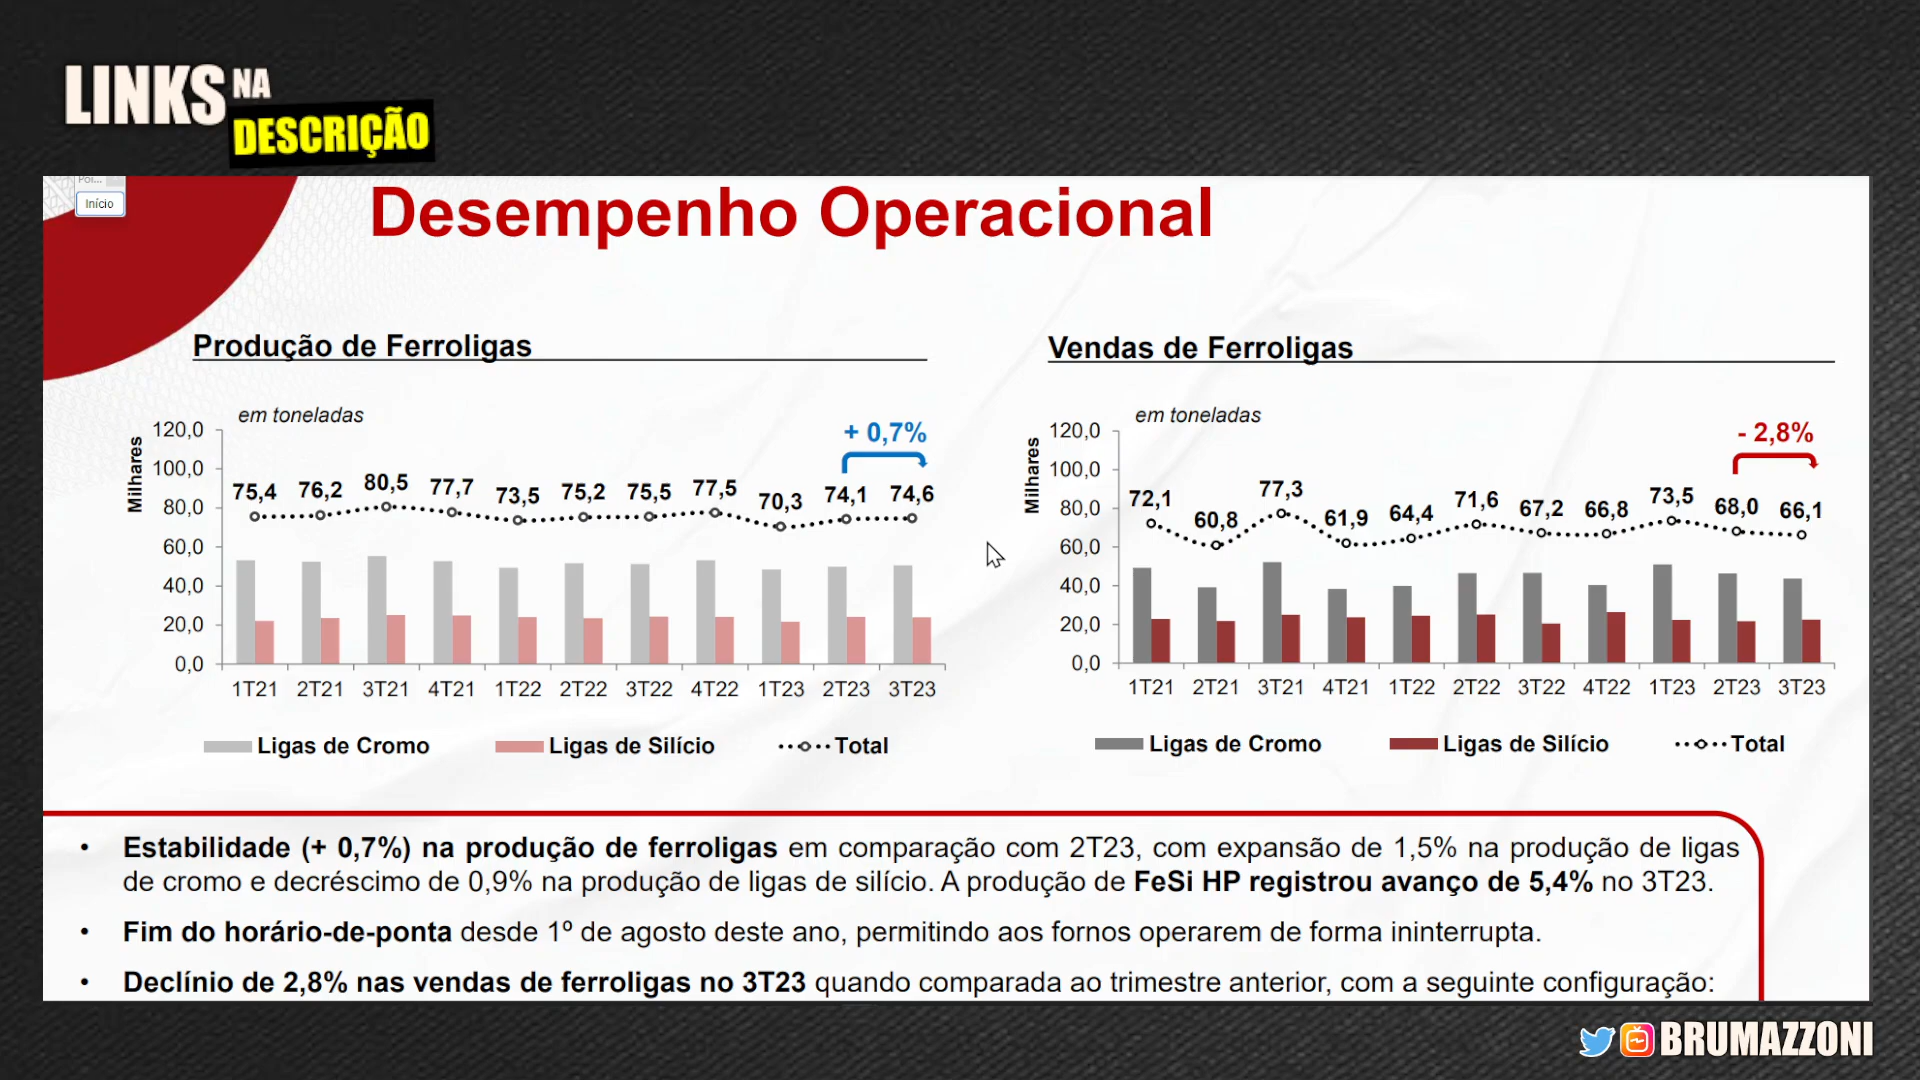 LINKS NA
DESCRIÇÃO
Início
Desempenho Operacional
Produção de Ferroligas
em toneladas
+ 0,7%
Milhares
120,0
100,0
80,0
60,0
40,0
20,0
0,0
75,4 76,2 80,5 77,7 73,5 75,2 75,5 77,5 70,3 74,1 74,6
1T21 2T21 3T21 4T21 1T22 2T22 3T22 4T22 1T23 2T23 3T23
Ligas de Cromo Ligas de Silício Total
Vendas de Ferroligas
em toneladas
- 2,8%
Milhares
120,0
100,0
80,0
60,0
40,0
20,0
0,0
72,1 60,8 77,3 61,9 64,4 71,6 67,2 66,8 73,5 68,0 66,1
1T21 2T21 3T21 4T21 1T22 2T22 3T22 4T22 1T23 2T23 3T23
Ligas de Cromo Ligas de Silício Total
• Estabilidade (+ 0,7%) na produção de ferroligas em comparação com 2T23, com expansão de 1,5% na produção de ligas
de cromo e decréscimo de 0,9% na produção de ligas de silício. A produção de FeSi HP registrou avanço de 5,4% no 3T23.
• Fim do horário-de-ponta desde 1º de agosto deste ano, permitindo aos fornos operarem de forma ininterrupta.
• Declínio de 2,8% nas vendas de ferroligas no 3T23 quando comparada ao trimestre anterior, com a seguinte configuração:
BRUMAZZONI